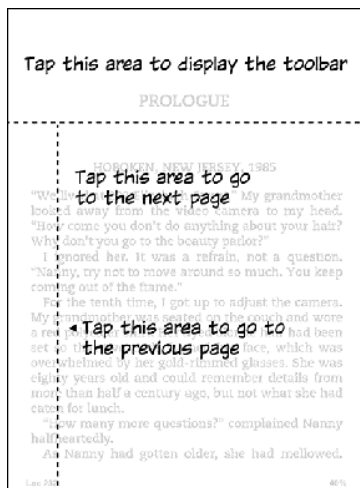 Tap this area to display the toolbar
PROLOGUE
HOBOKEN, NEW JERSEY, 1985
Tap this area to go
to the next page
"We My grandmother
looked away from the video camera to my head.
"How come you don't do anything about your hair?
Why don't you go to the beauty parlor?"
I ignored her. It was a refrain, not a question.
"Nanny, try not to move around so much. You keep
coming out of the frame."
For the tenth time, I got up to adjust the camera.
My grandmother was seated on the couch and wore
a red had been
◂Tap this area to go to
the previous page
set face, which was
overwhelmed by her gold-rimmed glasses. She was
eighty years old and could remember details from
more than half a century ago, but not what she had
eaten for lunch.
"How many more questions?" complained Nanny
halfheartedly.
As Nanny had gotten older, she had mellowed.
Loc 40%